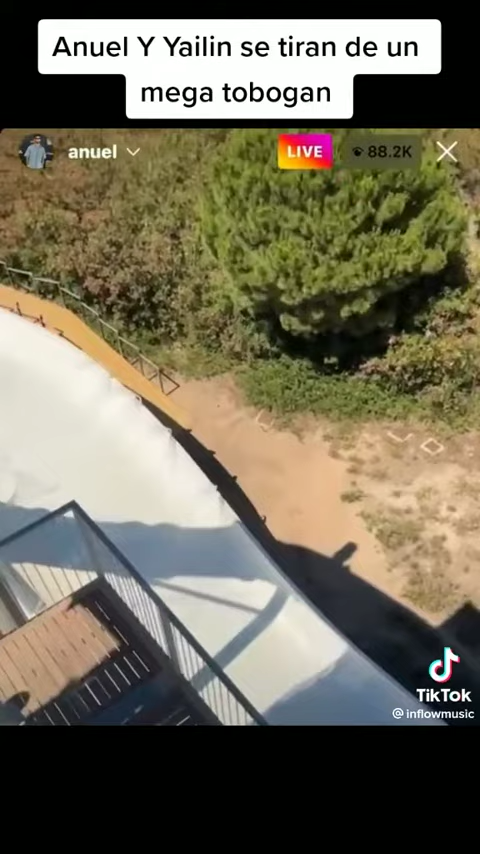 Anuel Y Yailin se tiran de un
mega tobogan
anuel
LIVE
88.2K
TikTok
@inflowmusic